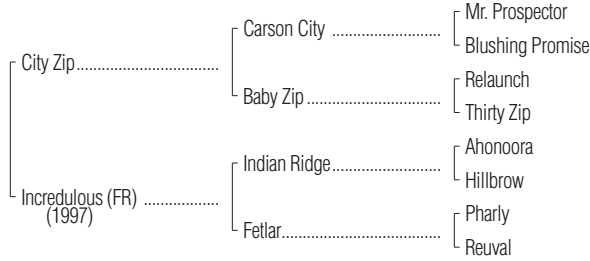 Mr. Prospector
Carson City ....................
Blushing Promise
City Zip..........................
Relaunch
Baby Zip.........................
Thirty Zip
Ahonoora
Indian Ridge....................
Hillbrow
Incredulous (FR) ..............
(1997)
Pharly
Fetlar.............................
Reuval